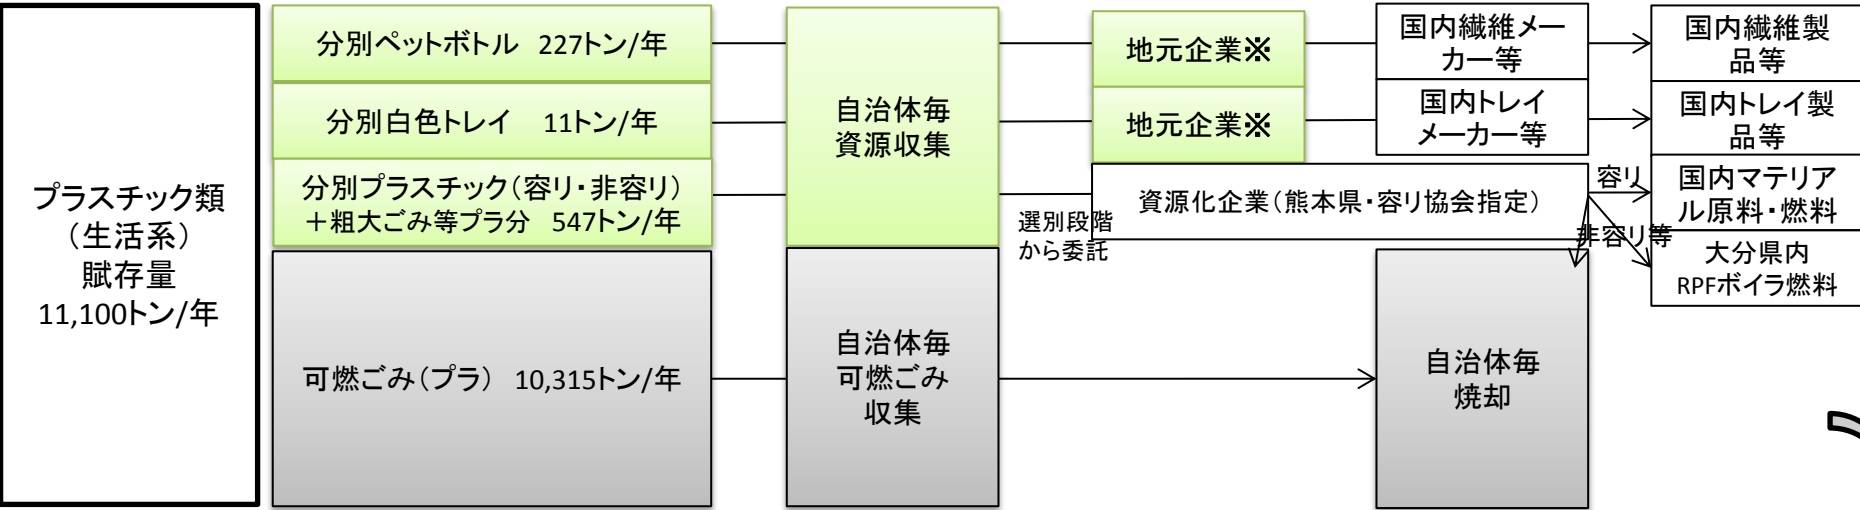 プラスチック類
（生活系）
賦存量
11,100トン/年
分別ペットボトル 227トン/年
分別白色トレイ 11トン/年
分別プラスチック（容リ・非容リ）
＋粗大ごみ等プラ分 547トン/年
可燃ごみ（プラ） 10,315トン/年
自治体毎
資源収集
自治体毎
可燃ごみ
収集
地元企業※
地元企業※
選別段階
から委託
資源化企業（熊本県・容リ協会指定）
国内繊維メー
カー等
国内トレイ
メーカー等
自治体毎
焼却
容リ
非容リ等
国内繊維製
品等
国内トレイ製
品等
国内マテリア
ル原料・燃料
大分県内
RPFボイラ燃料